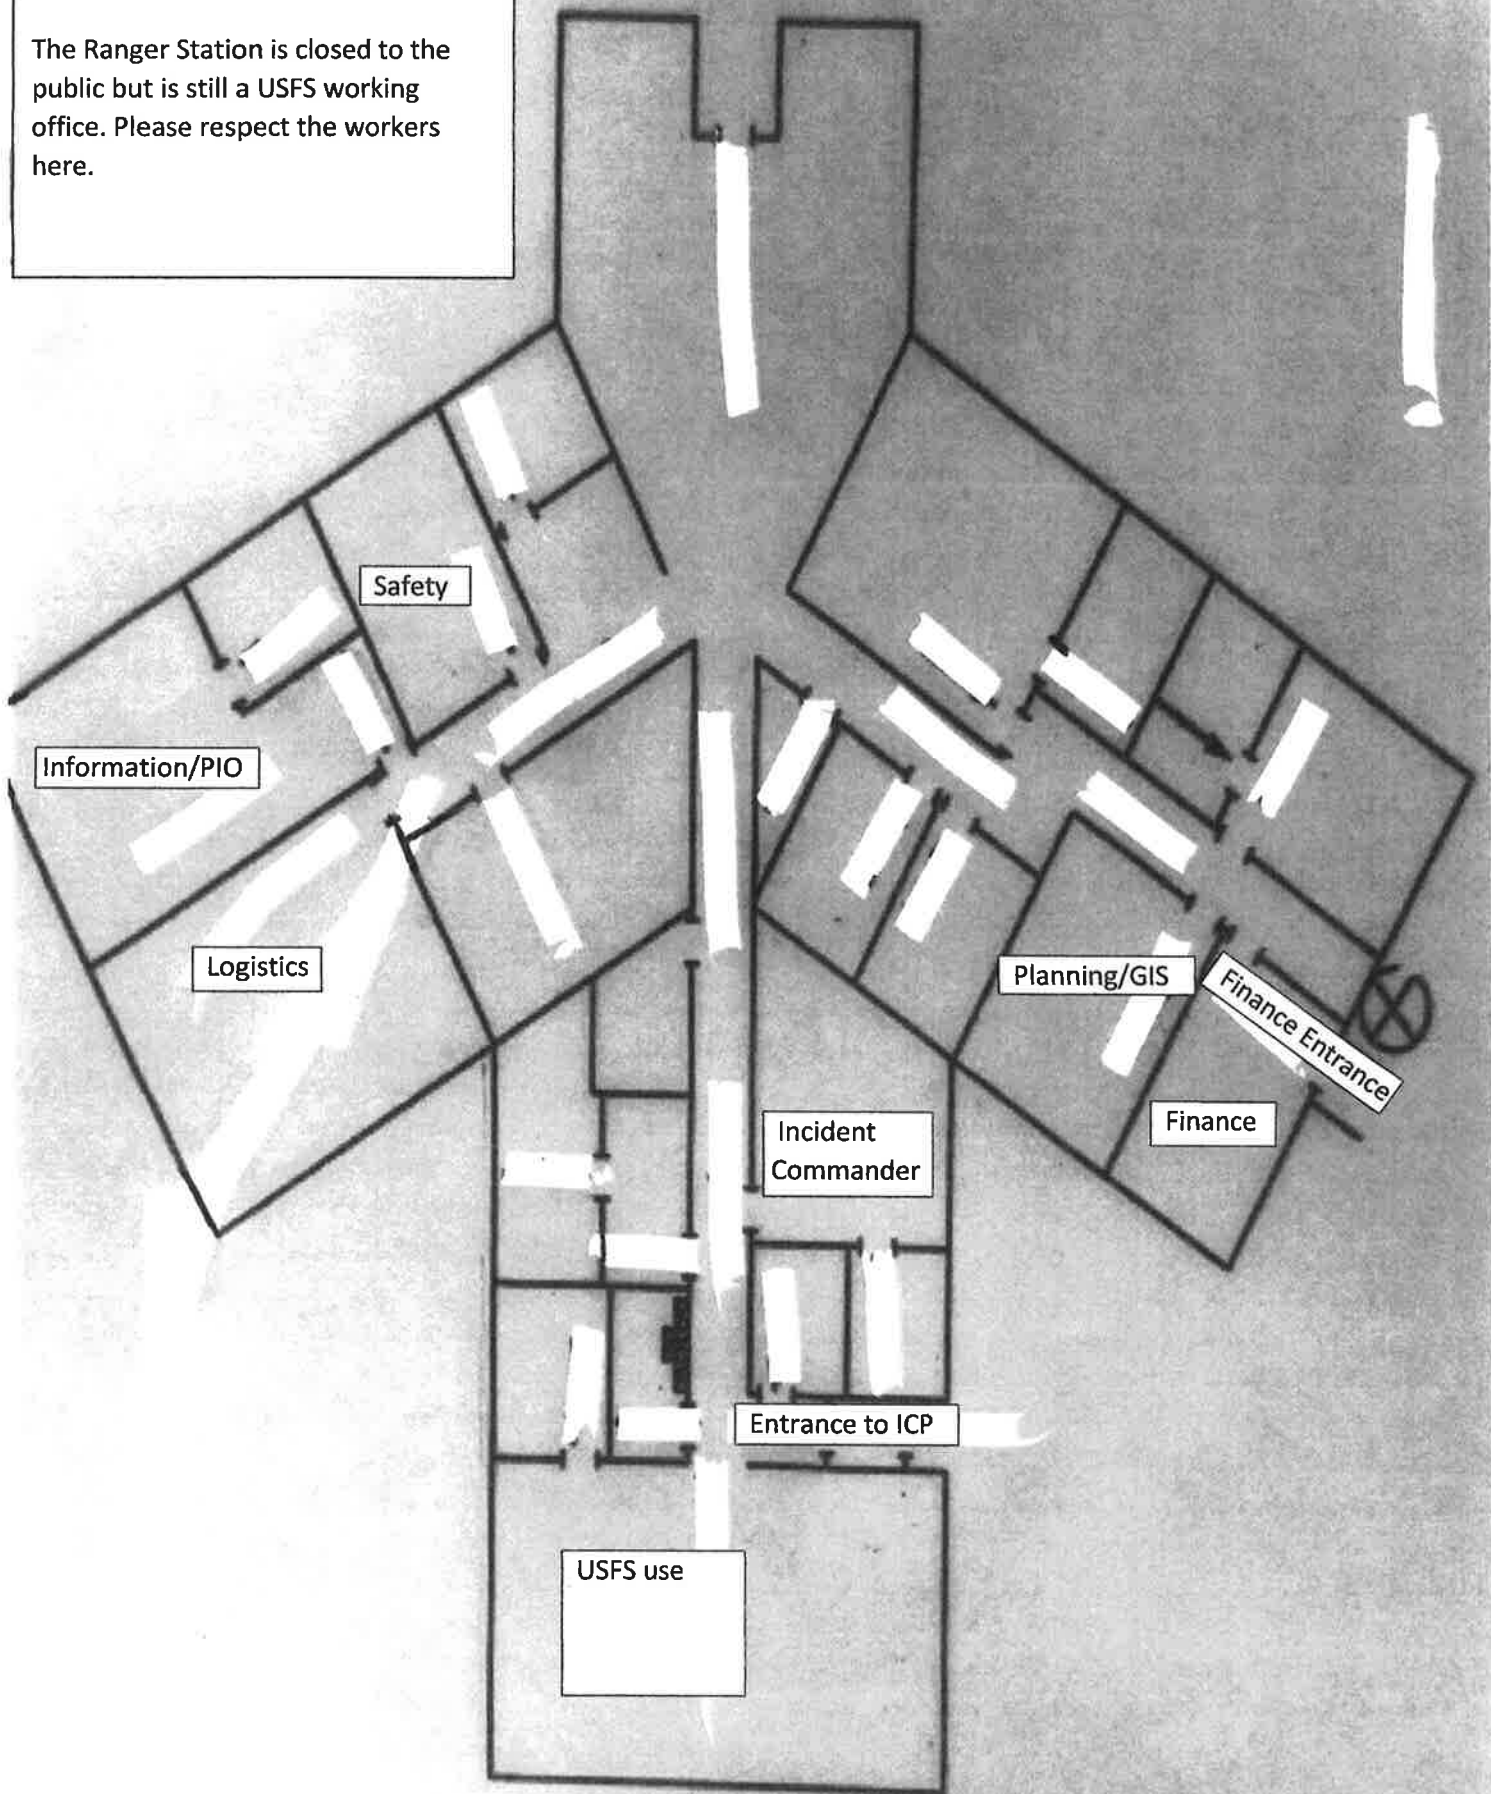 The Ranger Station is closed to the
public but is still a USFS working
office. Please respect the workers
here.
Safety
Information/PIO
Logistics
Planning/GIS
Finance Entrance
Finance
Incident
Commander
Entrance to ICP
USFS use